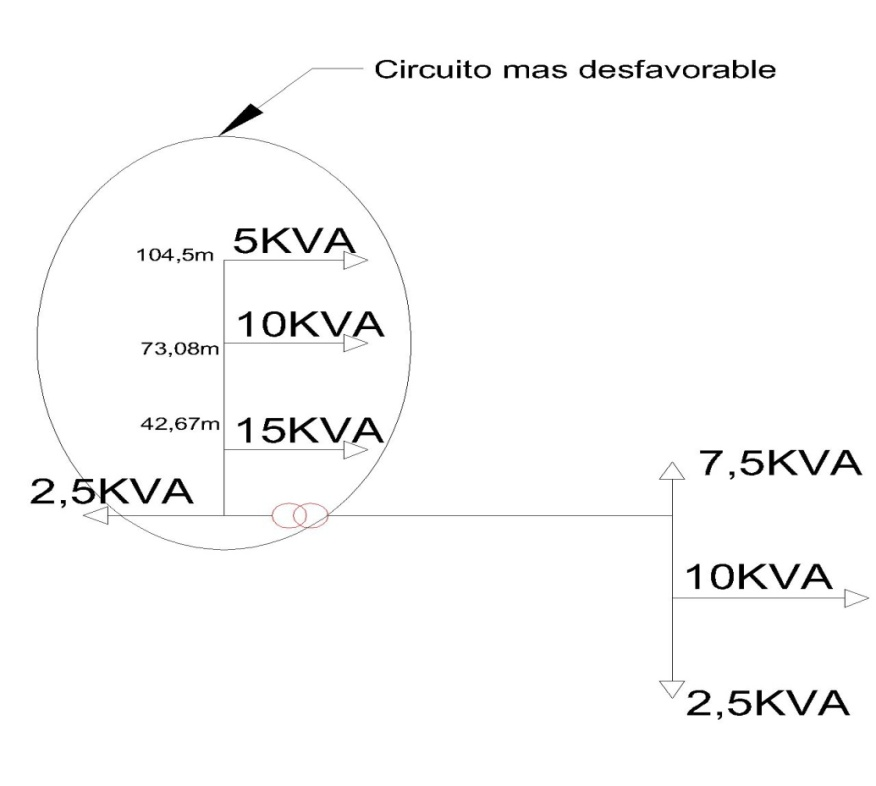 Circuito mas desfavorable
104,5m
5KVA
73,08m
10KVA
42,67m
15KVA
2,5KVA
7,5KVA
10KVA
2,5KVA